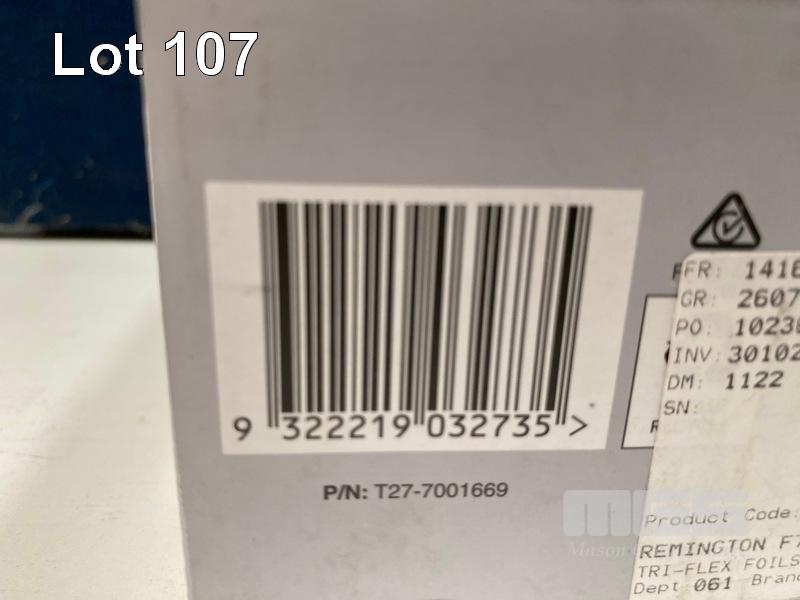 Lot 107
9 322219 032735 >
P/N: T27-7001669
FR: 1416
GR: 2607
PO: 1023
INV: 30102
DM: 1122
SN:
R
Product Code:
REMINGTON F7
TRI-FLEX FOILS
Dept 061 Brand
Mason